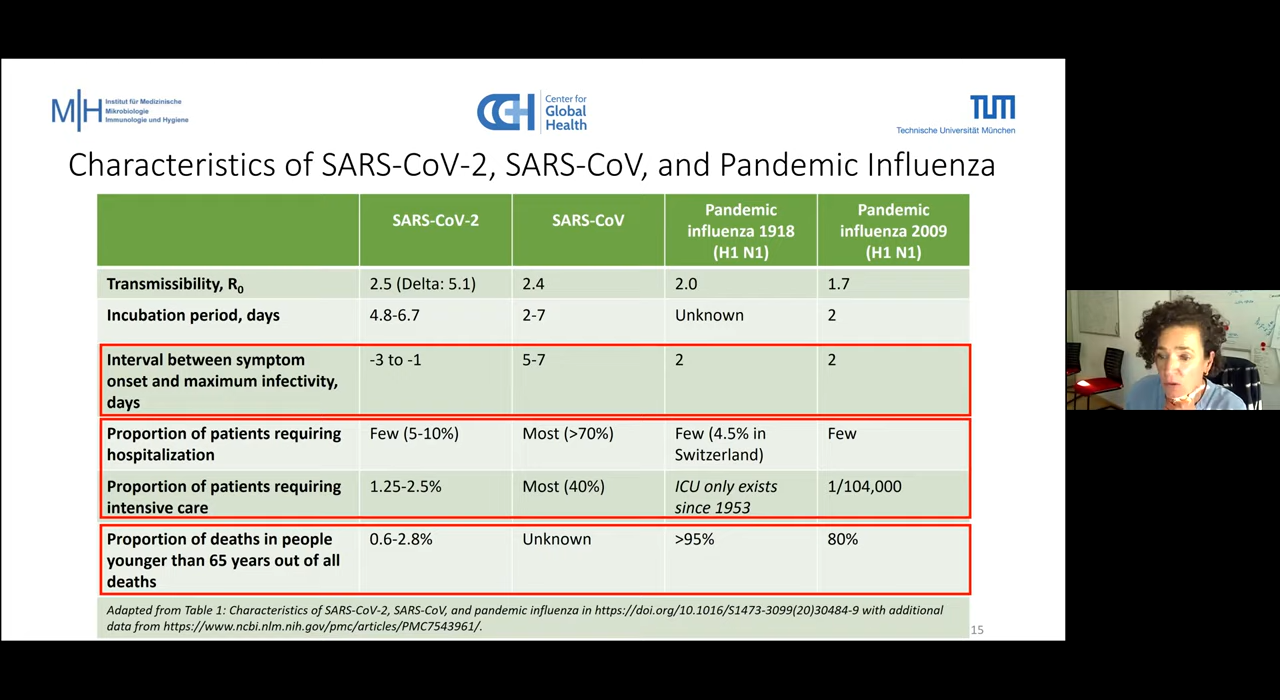 MIH Institut für Medizinische
Mikrobiologie
Immunologie und Hygiene
CGH Center for
Global
Health
TUM
Technische Universität München
Characteristics of SARS-CoV-2, SARS-CoV, and Pandemic Influenza
SARS-CoV-2 SARS-CoV Pandemic influenza 1918 (H1 N1) Pandemic influenza 2009 (H1 N1)
Transmissibility, R0 2.5 (Delta: 5.1) 2.4 2.0 1.7
Incubation period, days 4.8-6.7 2-7 Unknown 2
Interval between symptom -3 to -1 5-7 2 2
onset and maximum infectivity,
days
Proportion of patients requiring Few (5-10%) Most (>70%) Few (4.5% in Few
hospitalization Switzerland)
Proportion of patients requiring 1.25-2.5% Most (40%) ICU only exists 1/104,000
intensive care since 1953
Proportion of deaths in people 0.6-2.8% Unknown >95% 80%
younger than 65 years out of all
deaths
Adapted from Table 1: Characteristics of SARS-CoV-2, SARS-CoV, and pandemic influenza in https://doi.org/10.1016/S1473-3099(20)30484-9 with additional
data from https://www.ncbi.nlm.nih.gov/pmc/articles/PMC7543961/.
15